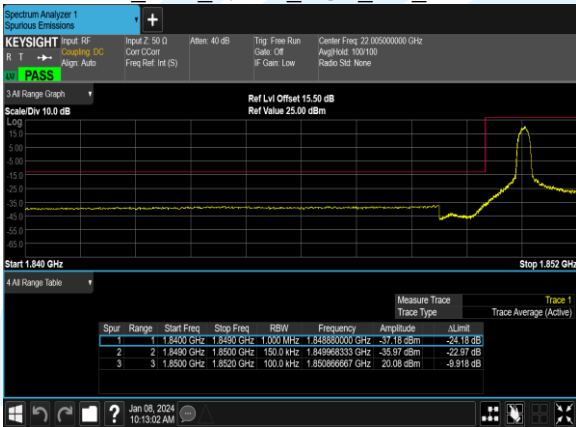 Spectrum Analyzer 1
Spurious Emissions
KEYSIGHT Input: RF Input Z: 50 Ω Atten: 40 dB Trig: Free Run Center Freq: 22.005000000 GHz
R T Coupling: DC Corr CCorr Gate: Off Avg|Hold: 100/100
Align: Auto Freq Ref: Int (S) IF Gain: Low Radio Std: None
PASS
3 All Range Graph
Ref Lvl Offset 15.50 dB
Scale/Div 10.0 dB Ref Value 25.00 dBm
Log
15.0
5.00
-5.00
-15.0
-25.0
-35.0
-45.0
-55.0
-65.0
Start 1.840 GHz Stop 1.852 GHz
4 All Range Table
Measure Trace Trace 1
Trace Type Trace Average (Active)
Spur Range Start Freq Stop Freq RBW Frequency Amplitude ΔLimit
1 1 1.8400 GHz 1.8490 GHz 1.000 MHz 1.848880000 GHz -37.18 dBm -24.18 dB
2 2 1.8490 GHz 1.8500 GHz 150.0 kHz 1.849968333 GHz -35.97 dBm -22.97 dB
3 3 1.8500 GHz 1.8520 GHz 100.0 kHz 1.850866667 GHz 20.08 dBm -9.918 dB
? Jan 08, 2024
10:13:02 AM